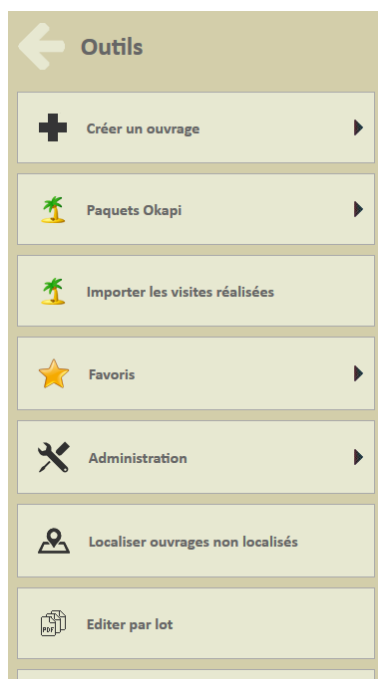 Outils
Créer un ouvrage
Paquets Okapi
Importer les visites réalisées
Favoris
Administration
Localiser ouvrages non localisés
PDF
Editer par lot